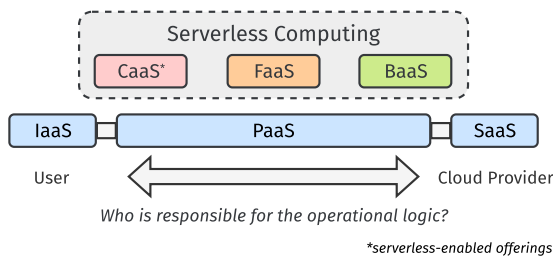 Serverless Computing
CaaS* FaaS BaaS
IaaS PaaS SaaS
User Cloud Provider
Who is responsible for the operational logic?
*serverless-enabled offerings